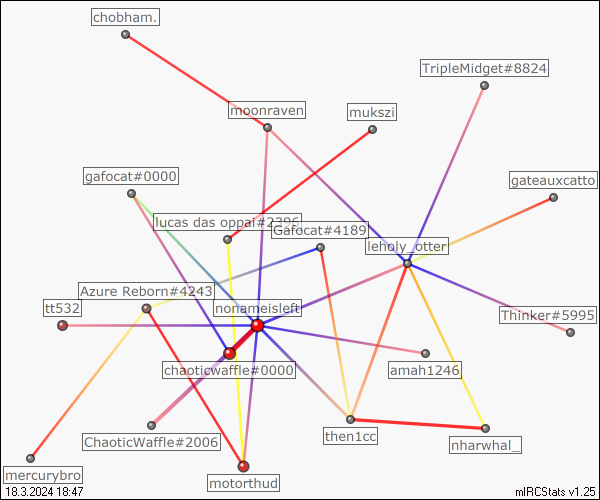 chobham.
TripleMidget#8824
moonraven
mukszi
gafocat#0000
gateauxcatto
lucas das oppai#2396
Gafocat#4189
leholy_otter
Azure Reborn#4243
tt532
nonameisleft
Thinker#5995
chaoticwaffle#0000
amah1246
ChaoticWaffle#2006
then1cc
nharwhal_
mercurybro
motorthud
18.3.2024 18:47
mIRCStats v1.25